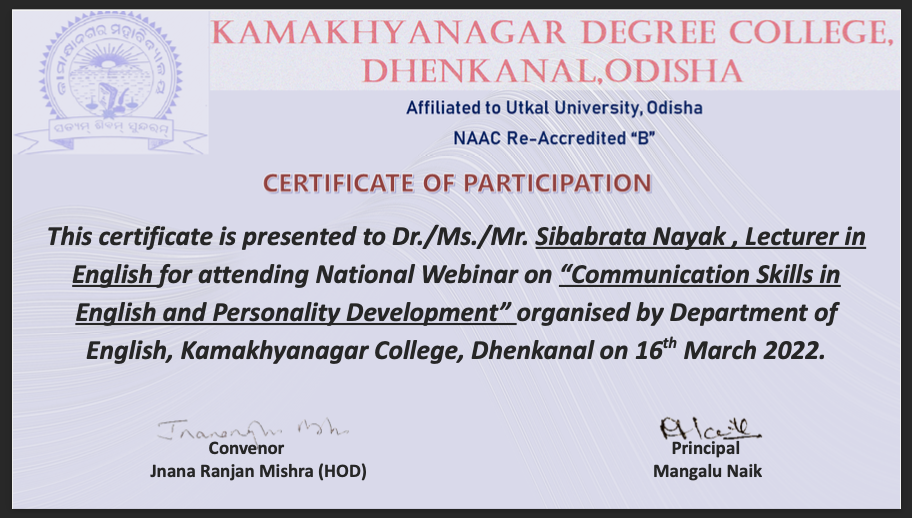 KAMAKHYANAGAR DEGREE COLLEGE,
DHENKANAL,ODISHA
Affiliated to Utkal University, Odisha
NAAC Re-Accredited “B”
CERTIFICATE OF PARTICIPATION
This certificate is presented to Dr./Ms./Mr. Sibabrata Nayak , Lecturer in
English for attending National Webinar on “Communication Skills in
English and Personality Development” organised by Department of
English, Kamakhyanagar College, Dhenkanal on 16th March 2022.
Convenor
Jnana Ranjan Mishra (HOD)
Principal
Mangalu Naik